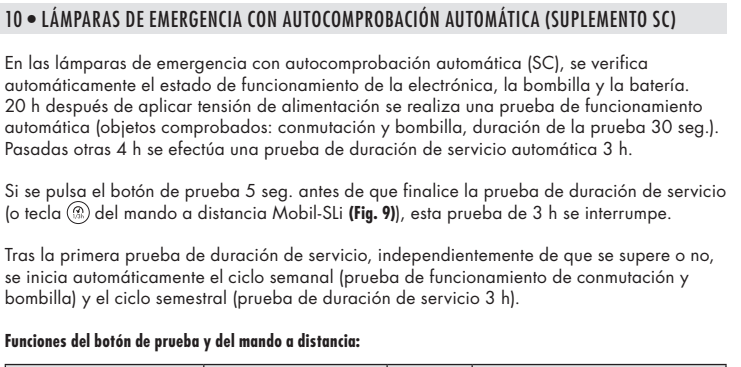 10 • LÁMPARAS DE EMERGENCIA CON AUTOCOMPROBACIÓN AUTOMÁTICA (SUPLEMENTO SC)
En las lámparas de emergencia con autocomprobación automática (SC), se verifica
automáticamente el estado de funcionamiento de la electrónica, la bombilla y la batería.
20 h después de aplicar tensión de alimentación se realiza una prueba de funcionamiento
automática (objetos comprobados: conmutación y bombilla, duración de la prueba 30 seg.).
Pasadas otras 4 h se efectúa una prueba de duración de servicio automática 3 h.
Si se pulsa el botón de prueba 5 seg. antes de que finalice la prueba de duración de servicio
(o tecla 1/3h del mando a distancia Mobil-SLi (Fig. 9)), esta prueba de 3 h se interrumpe.
Tras la primera prueba de duración de servicio, independientemente de que se supere o no,
se inicia automáticamente el ciclo semanal (prueba de funcionamiento de conmutación y
bombilla) y el ciclo semestral (prueba de duración de servicio 3 h).
Funciones del botón de prueba y del mando a distancia: